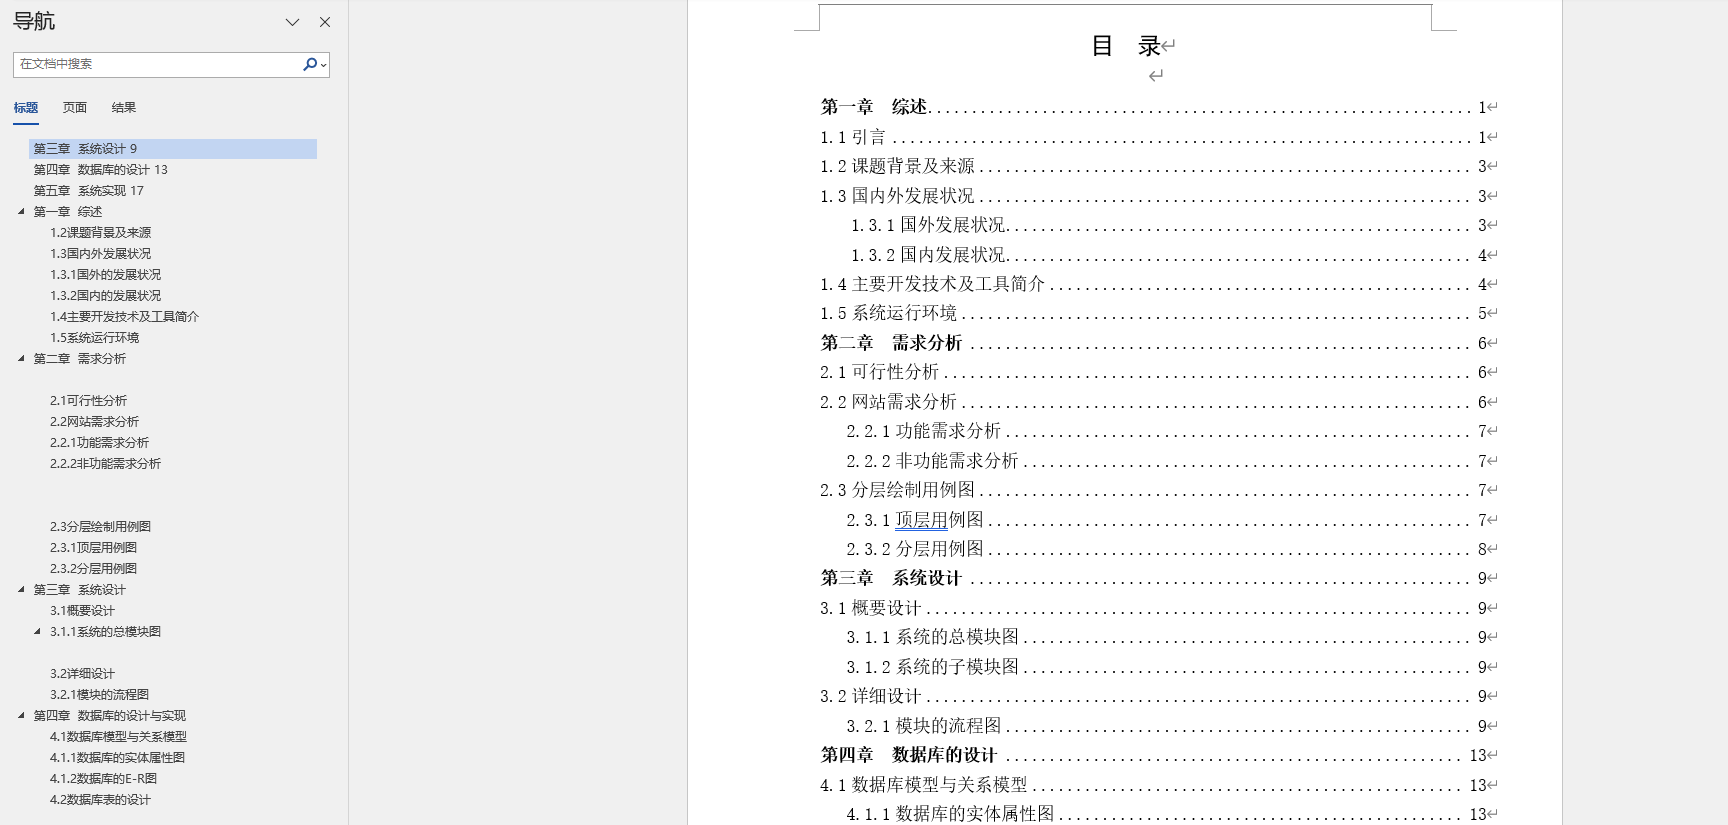 导航
在文档中搜索
标题 页面 结果
第三章 系统设计 9
第四章 数据库的设计 13
第五章 系统实现 17
第一章 综述
1.2课题背景及来源
1.3国内外发展状况
1.3.1国外的发展状况
1.3.2国内的发展状况
1.4主要开发技术及工具简介
1.5系统运行环境
第二章 需求分析
2.1可行性分析
2.2网站需求分析
2.2.1功能需求分析
2.2.2非功能需求分析
2.3分层绘制用例图
2.3.1顶层用例图
2.3.2分层用例图
第三章 系统设计
3.1概要设计
3.1.1系统的总模块图
3.2详细设计
3.2.1模块的流程图
第四章 数据库的设计与实现
4.1数据库模型与关系模型
4.1.1数据库的实体属性图
4.1.2数据库的E-R图
4.2数据库表的设计
目 录
第一章 综述 1
1.1 引言 1
1.2 课题背景及来源 3
1.3 国内外发展状况 3
1.3.1 国外发展状况 3
1.3.2 国内发展状况 4
1.4 主要开发技术及工具简介 4
1.5 系统运行环境 5
第二章 需求分析 6
2.1 可行性分析 6
2.2 网站需求分析 6
2.2.1 功能需求分析 7
2.2.2 非功能需求分析 7
2.3 分层绘制用例图 7
2.3.1 顶层用例图 7
2.3.2 分层用例图 8
第三章 系统设计 9
3.1 概要设计 9
3.1.1 系统的总模块图 9
3.1.2 系统的子模块图 9
3.2 详细设计 9
3.2.1 模块的流程图 9
第四章 数据库的设计 13
4.1 数据库模型与关系模型 13
4.1.1 数据库的实体属性图 13